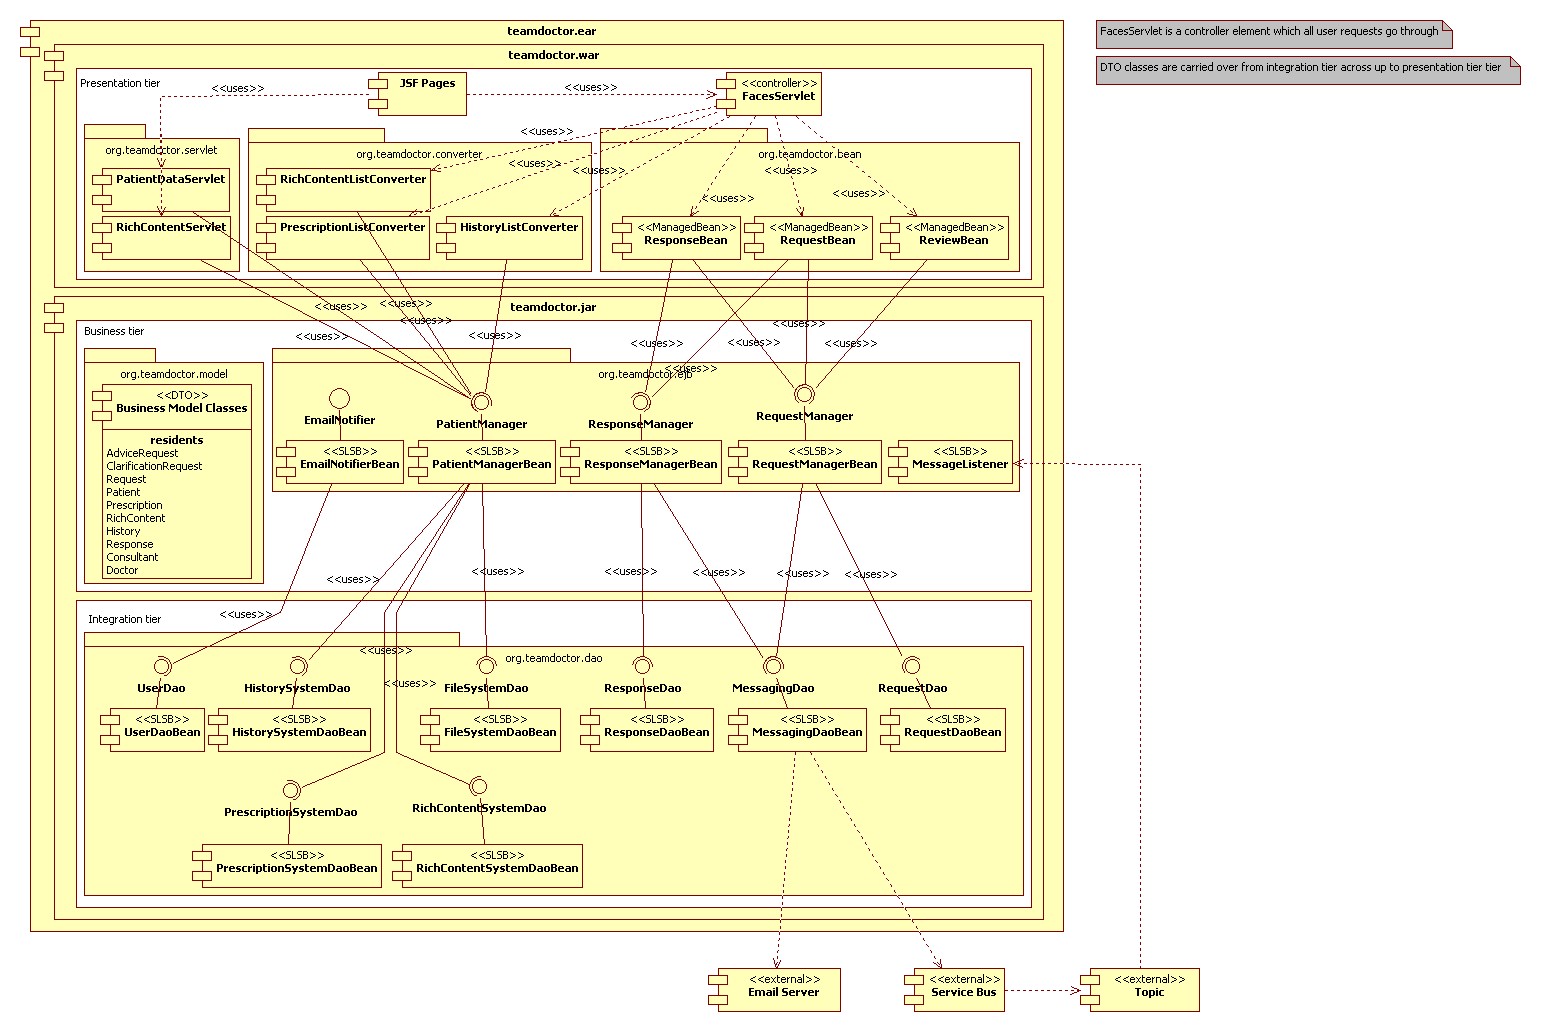 teamdoctor.ear
FacesServlet is a controller element which all user requests go through
teamdoctor.war
DTO classes are carried over from integration tier across up to presentation tier tier
Presentation tier
JSF Pages
<<controller>>
FacesServlet
<<uses>>
<<uses>>
<<uses>>
org.teamdoctor.servlet
org.teamdoctor.converter
org.teamdoctor.bean
<<uses>>
<<uses>>
<<uses>>
PatientDataServlet
RichContentListConverter
<<uses>>
<<uses>>
RichContentServlet
PrescriptionListConverter
HistoryListConverter
<<ManagedBean>>
ResponseBean
<<ManagedBean>>
RequestBean
<<ManagedBean>>
ReviewBean
teamdoctor.jar
<<uses>>
<<uses>>
<<uses>>
<<uses>>
<<uses>>
<<uses>>
<<uses>>
<<uses>>
<<uses>>
<<uses>>
Business tier
org.teamdoctor.model
org.teamdoctor.ejb
<<DTO>>
Business Model Classes
residents
AdviceRequest
ClarificationRequest
Request
Patient
Prescription
RichContent
History
Response
Consultant
Doctor
EmailNotifier
PatientManager
ResponseManager
RequestManager
<<SLSB>>
EmailNotifierBean
<<SLSB>>
PatientManagerBean
<<SLSB>>
ResponseManagerBean
<<SLSB>>
RequestManagerBean
<<SLSB>>
MessageListener
<<uses>>
<<uses>>
<<uses>>
<<uses>>
<<uses>>
<<uses>>
<<uses>>
Integration tier
<<uses>>
<<uses>>
org.teamdoctor.dao
UserDao
HistorySystemDao
FileSystemDao
ResponseDao
MessagingDao
RequestDao
<<SLSB>>
UserDaoBean
<<SLSB>>
HistorySystemDaoBean
<<SLSB>>
FileSystemDaoBean
<<SLSB>>
ResponseDaoBean
<<SLSB>>
MessagingDaoBean
<<SLSB>>
RequestDaoBean
PrescriptionSystemDao
RichContentSystemDao
<<SLSB>>
PrescriptionSystemDaoBean
<<SLSB>>
RichContentSystemDaoBean
<<external>>
Email Server
<<external>>
Service Bus
<<external>>
Topic